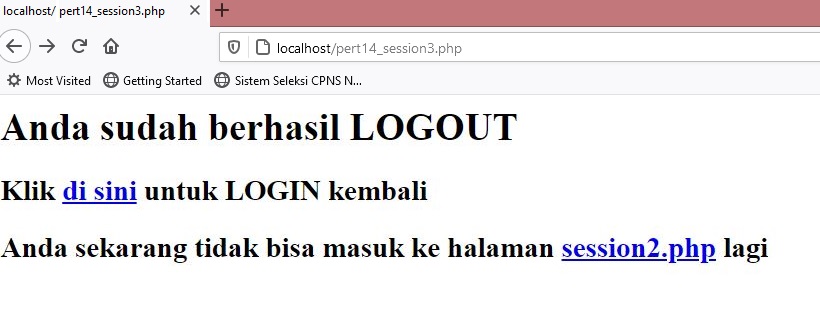 localhost/ pert14_session3.php
localhost/pert14_session3.php
Most Visited Getting Started Sistem Seleksi CPNS N...
Anda sudah berhasil LOGOUT
Klik di sini untuk LOGIN kembali
Anda sekarang tidak bisa masuk ke halaman session2.php lagi